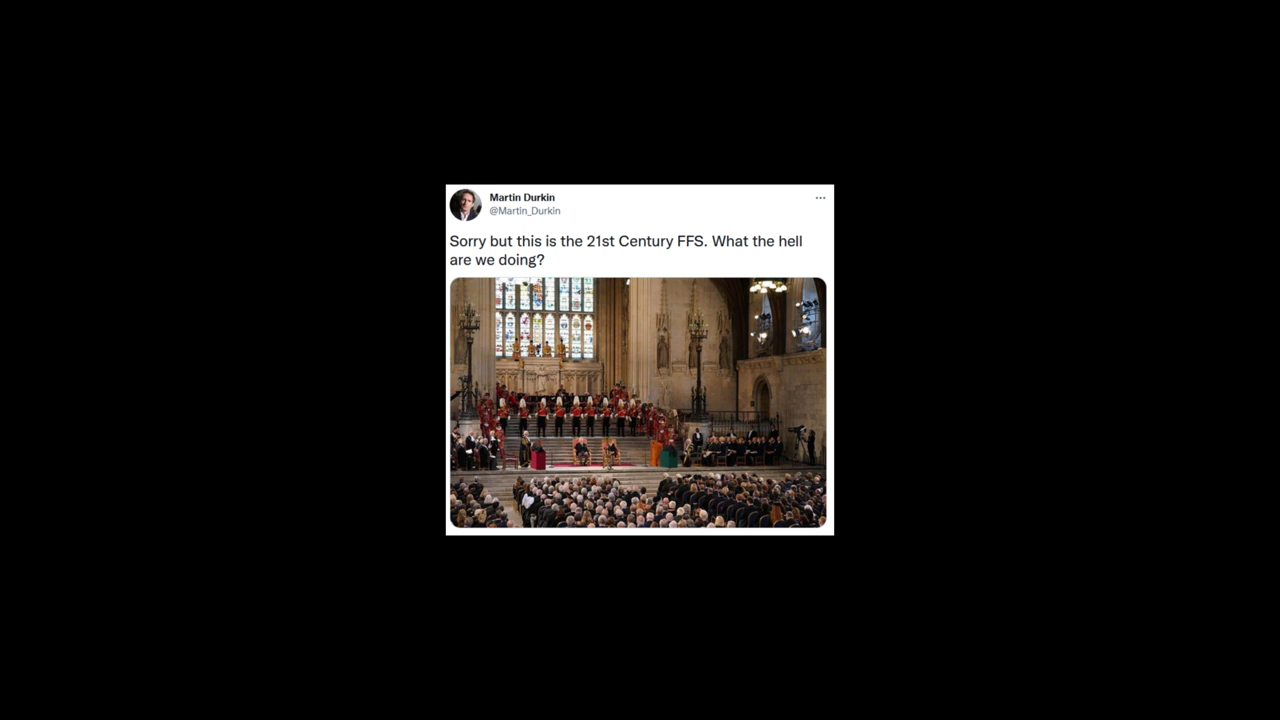 Martin Durkin
@Martin_Durkin
Sorry but this is the 21st Century FFS. What the hell
are we doing?